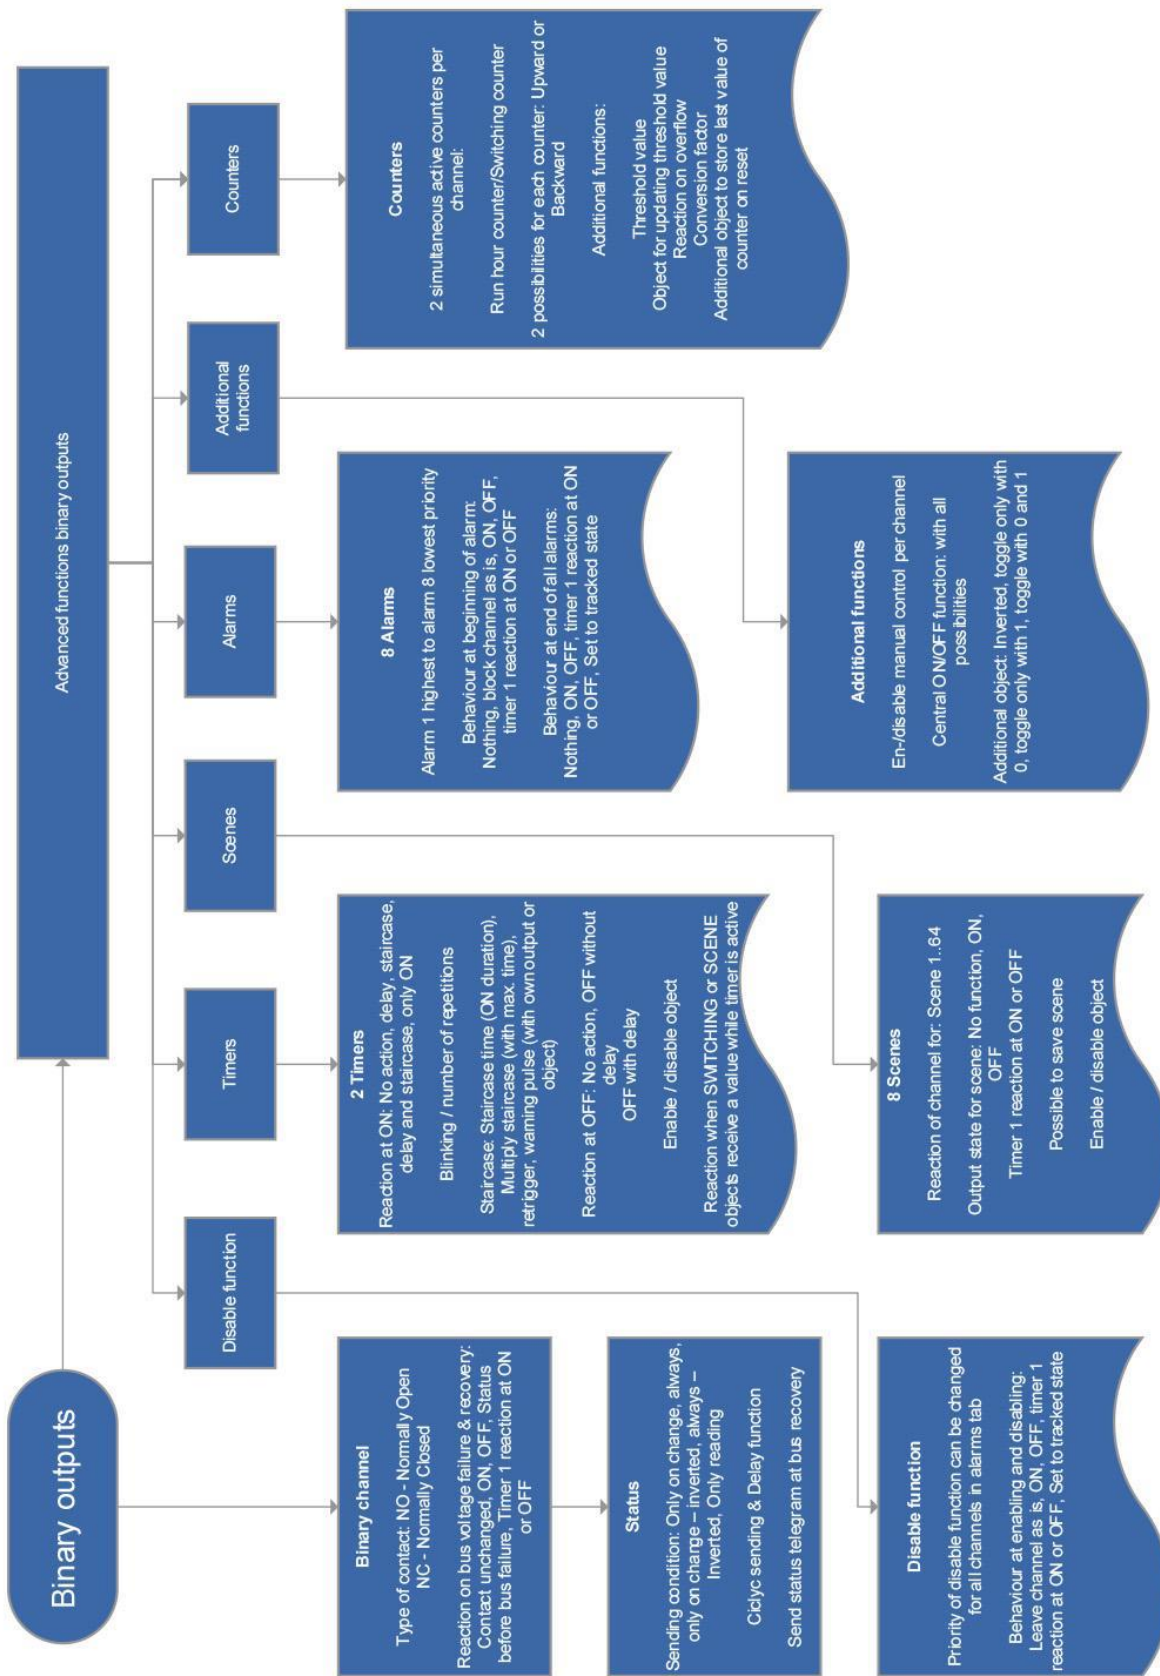 Binary outputs
Advanced functions binary outputs
Disable function
Timers
Scenes
Alarms
Additional
functions
Counters
Binary channel
Type of contact: NO - Normally Open
NC - Normally Closed
Reaction on bus voltage failure & recovery:
Contact unchanged, ON, OFF, Status
before bus failure, Timer 1 reaction at ON
or OFF
2 Timers
Reaction at ON: No action, delay, staircase,
delay and staircase, only ON
Blinking / number of repetitions
Staircase: Staircase time (ON duration),
Multiply staircase (with max. time),
retrigger, warning pulse (with own output or
object)
Reaction at OFF: No action, OFF without
delay
OFF with delay
Enable / disable object
Reaction when SWITCHING or SCENE
objects receive a value while timer is active
8 Alarms
Alarm 1 highest to alarm 8 lowest priority
Behaviour at beginning of alarm:
Nothing, block channel as is, ON, OFF,
timer 1 reaction at ON or OFF
Behaviour at end of all alarms:
Nothing, ON, OFF, timer 1 reaction at ON
or OFF, Set to tracked state
Counters
2 simultaneous active counters per
channel:
Run hour counter/Switching counter
2 possibilities for each counter: Upward or
Backward
Additional functions:
Threshold value
Object for updating threshold value
Reaction on overflow
Conversion factor
Additional object to store last value of
counter on reset
Status
Sending condition: Only on change, always,
only on change – inverted, always –
Inverted, Only reading
Ciclyc sending & Delay function
Send status telegram at bus recovery
Disable function
Priority of disable function can be changed
for all channels in alarms tab
Behaviour at enabling and disabling:
Leave channel as is, ON, OFF, timer 1
reaction at ON or OFF, Set to tracked state
8 Scenes
Reaction of channel for: Scene 1..64
Output state for scene: No function, ON,
OFF
Timer 1 reaction at ON or OFF
Possible to save scene
Enable / disable object
Additional functions
En-/disable manual control per channel
Central ON/OFF function: with all
possibilities
Additional object: Inverted, toggle only with
0, toggle only with 1, toggle with 0 and 1